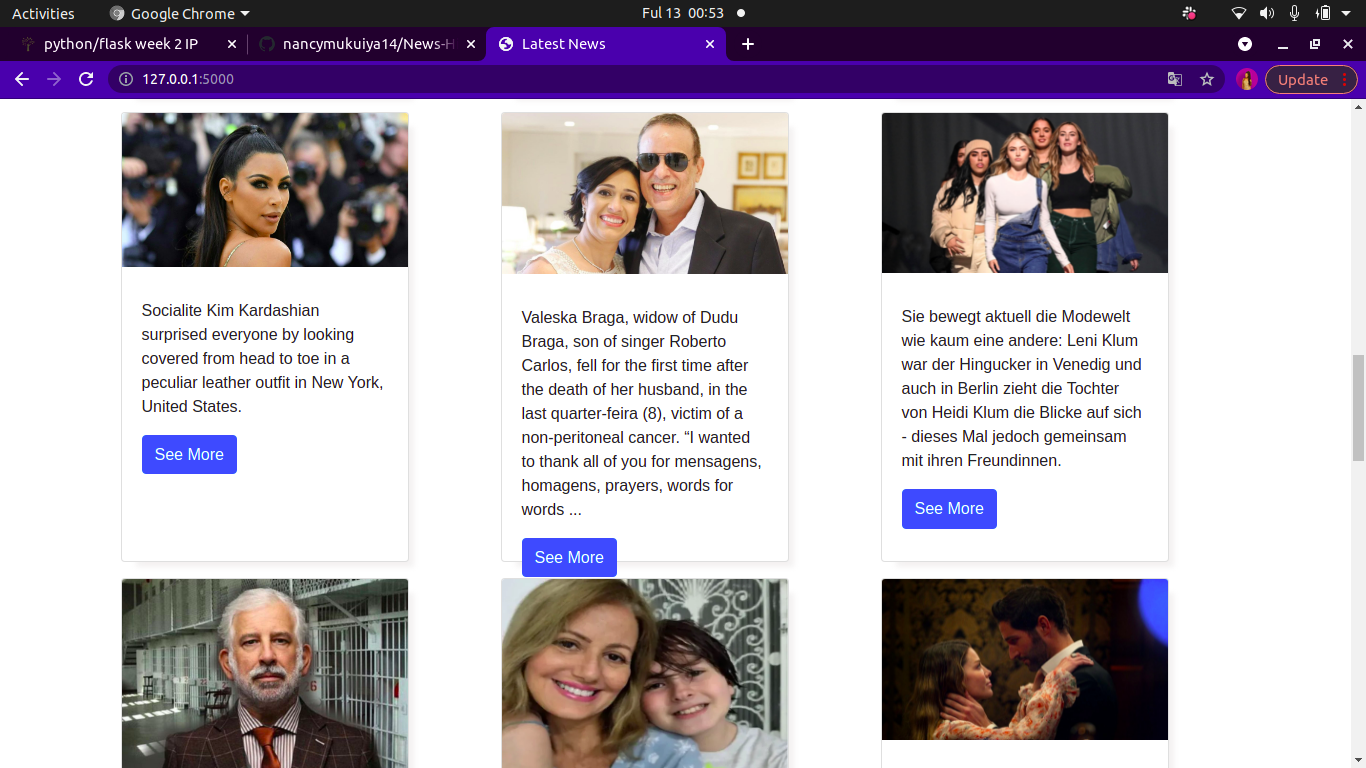 Activities
Google Chrome
Ful 13 00:53
python/flask week 2 IP
nancymukuiya14/News-H
Latest News
127.0.0.1:5000
Update
Socialite Kim Kardashian
surprised everyone by looking
covered from head to toe in a
peculiar leather outfit in New York,
United States.
See More
Valeska Braga, widow of Dudu
Braga, son of singer Roberto
Carlos, fell for the first time after
the death of her husband, in the
last quarter-feira (8), victim of a
non-peritoneal cancer. “I wanted
to thank all of you for mensagens,
homagens, prayers, words for
words ...
See More
Sie bewegt aktuell die Modewelt
wie kaum eine andere: Leni Klum
war der Hingucker in Venedig und
auch in Berlin zieht die Tochter
von Heidi Klum die Blicke auf sich
- dieses Mal jedoch gemeinsam
mit ihren Freundinnen.
See More